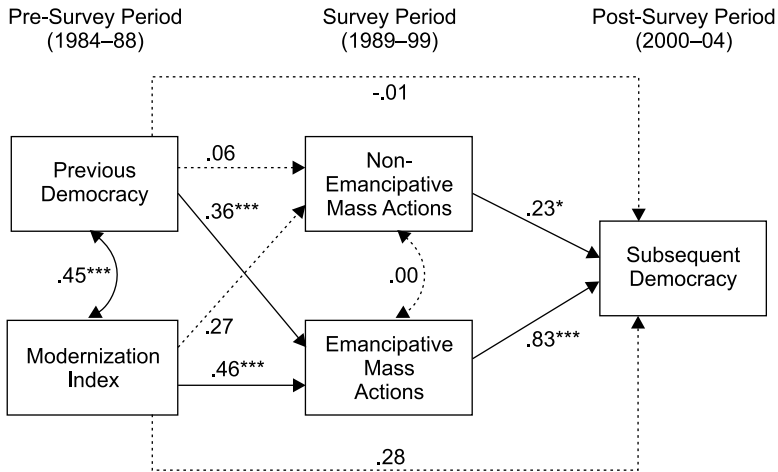 Pre-Survey Period
(1984–88)
Survey Period
(1989–99)
Post-Survey Period
(2000–04)
-.01
Previous
Democracy
.06
Non-
Emancipative
Mass Actions
.36***
.23*
.45***
.00
Subsequent
Democracy
.27
Modernization
Index
.46***
Emancipative
Mass
Actions
.83***
.28